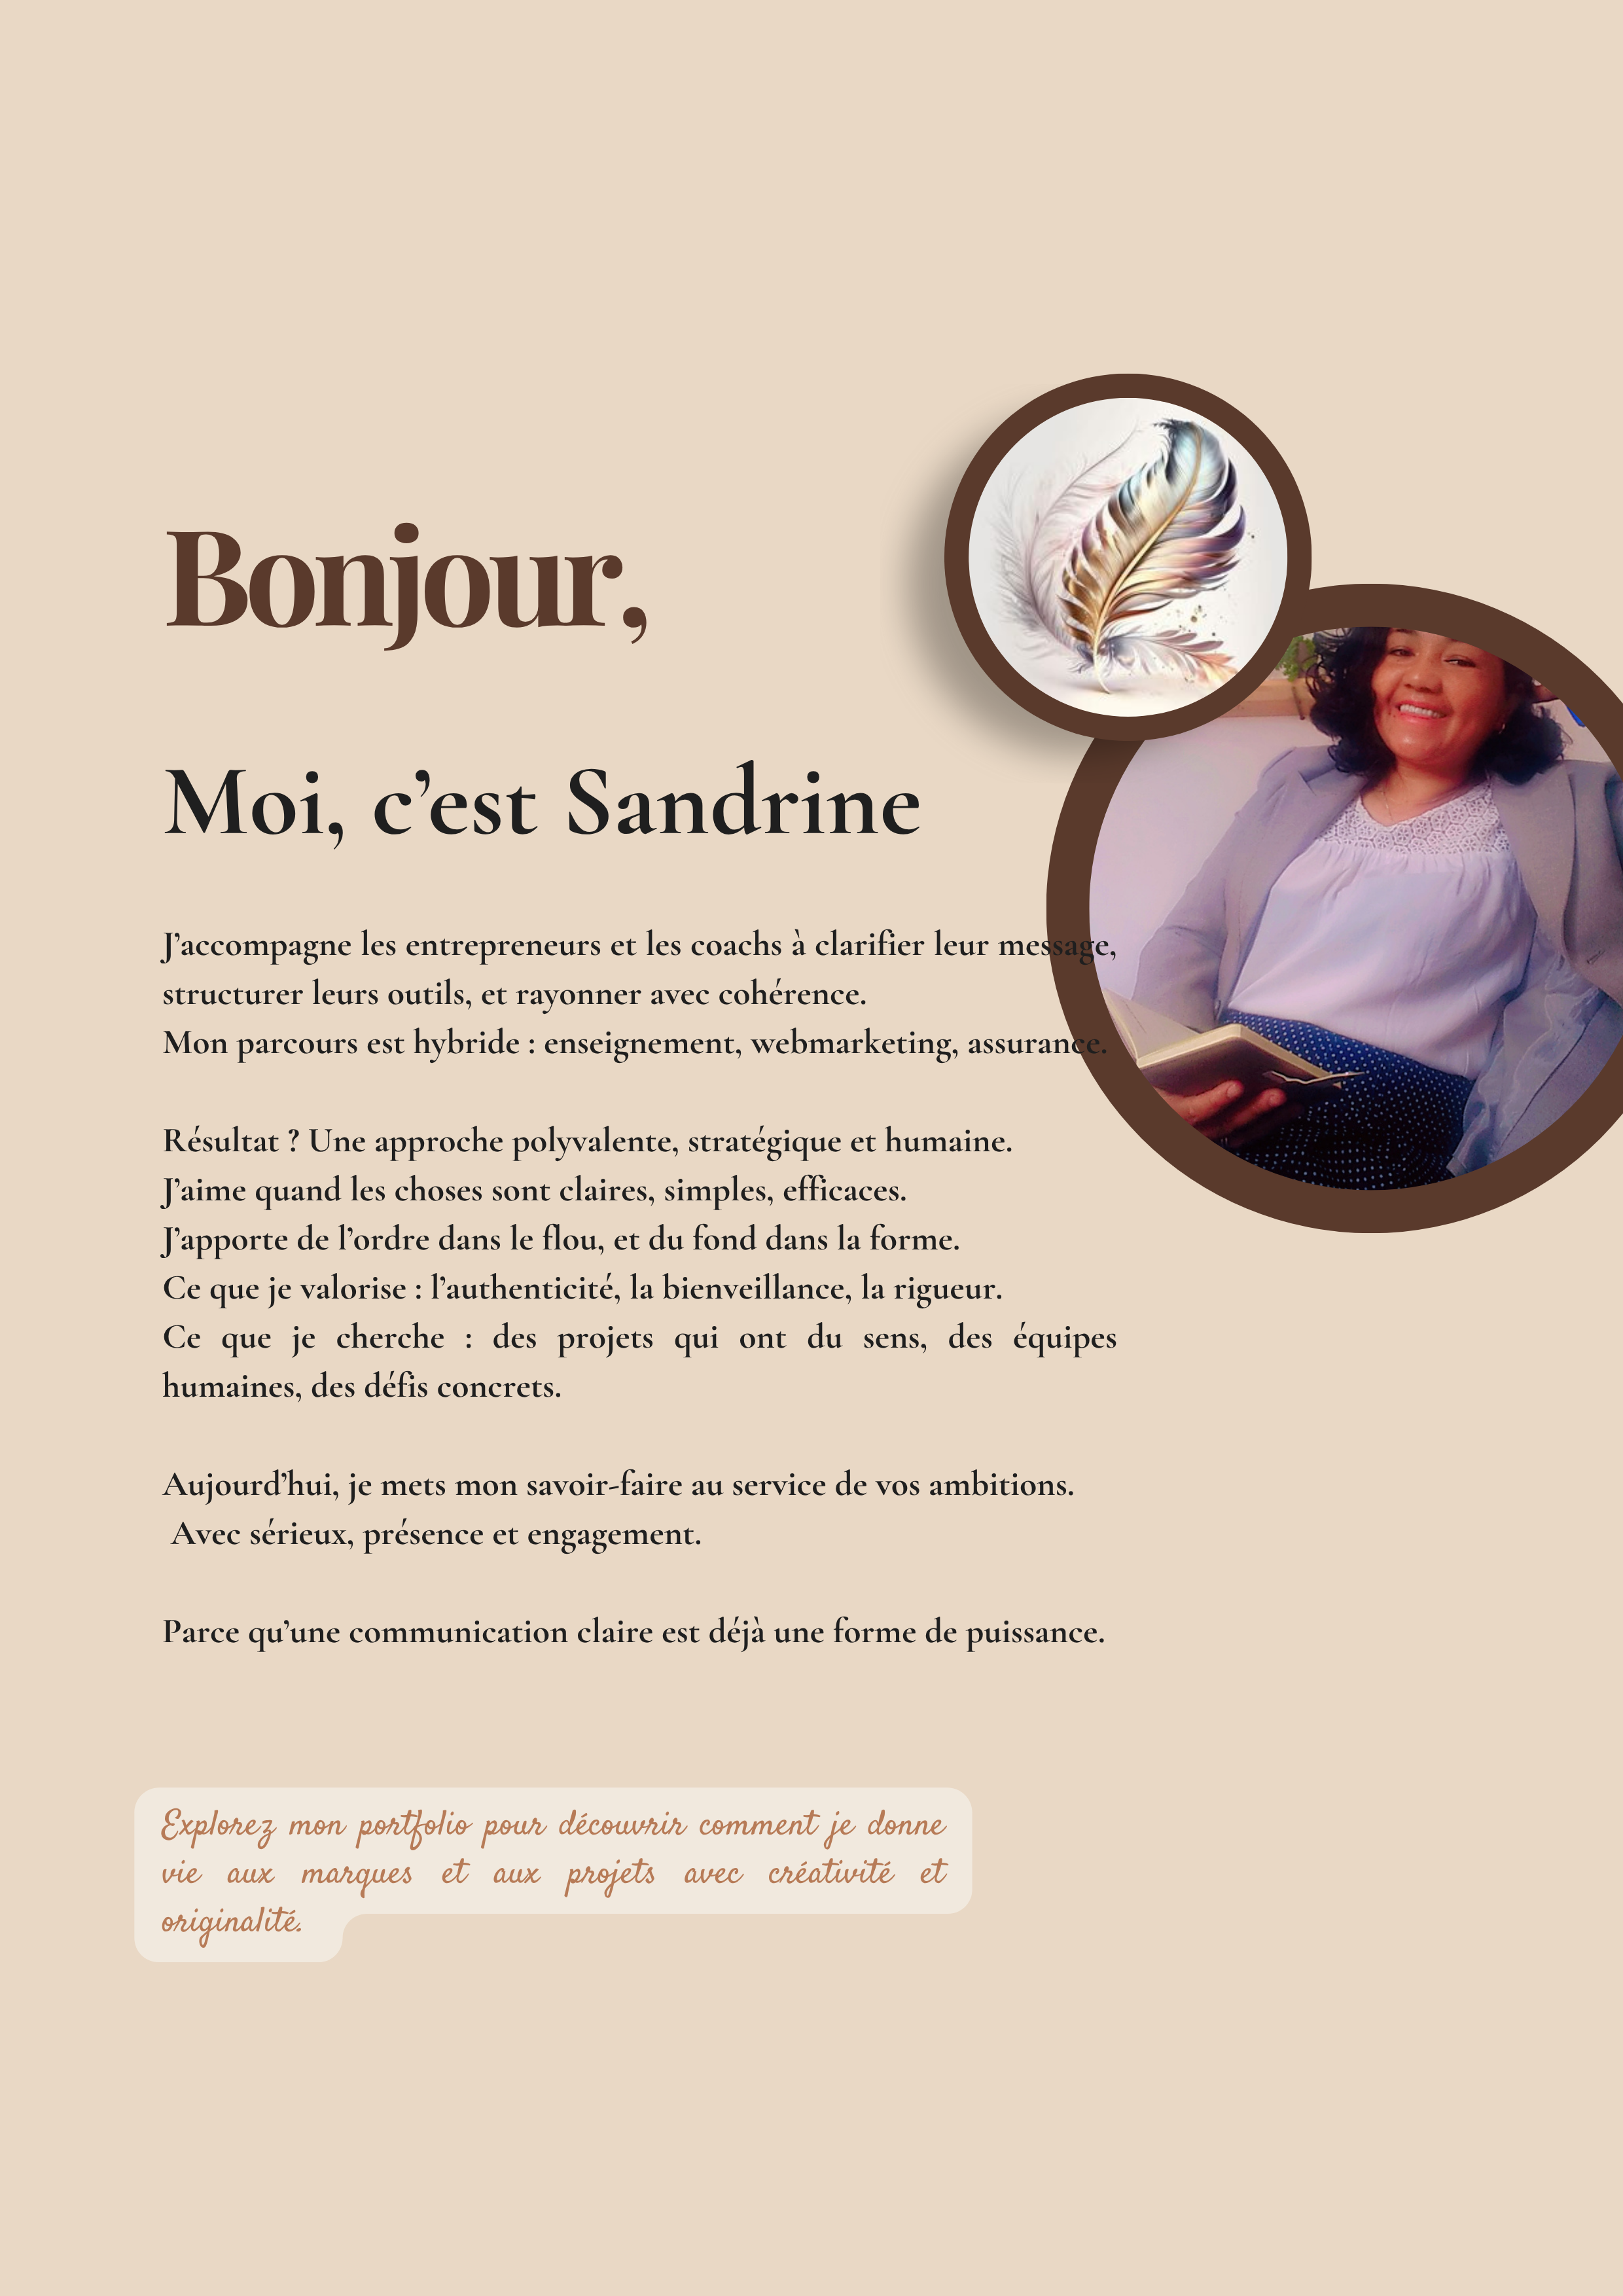 Bonjour,
Moi, c’est Sandrine
J’accompagne les entrepreneurs et les coachs à clarifier leur message,
structurer leurs outils, et rayonner avec cohérence.
Mon parcours est hybride : enseignement, webmarketing, assurance.
Résultat ? Une approche polyvalente, stratégique et humaine.
J’aime quand les choses sont claires, simples, efficaces.
J’apporte de l’ordre dans le flou, et du fond dans la forme.
Ce que je valorise : l’authenticité, la bienveillance, la rigueur.
Ce que je cherche : des projets qui ont du sens, des équipes
humaines, des défis concrets.
Aujourd’hui, je mets mon savoir-faire au service de vos ambitions.
Avec sérieux, présence et engagement.
Parce qu’une communication claire est déjà une forme de puissance.
Explorez mon portfolio pour découvrir comment je donne
vie aux marques et aux projets avec créativité et
originalité.